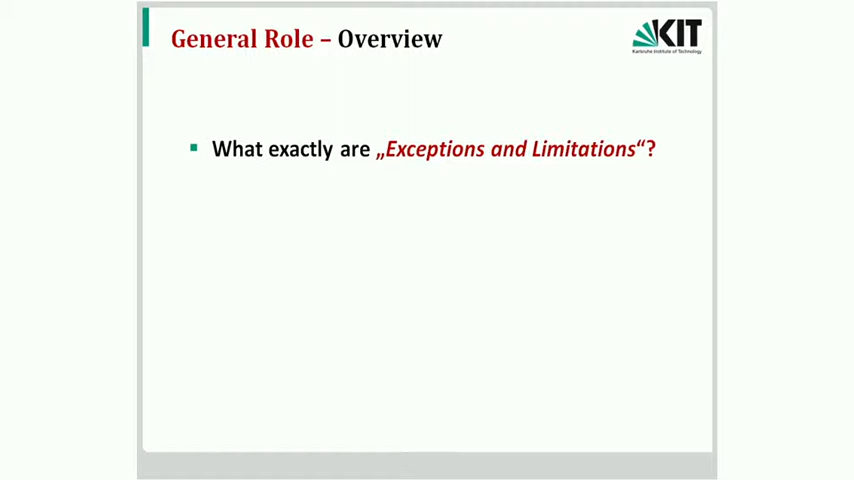 General Role – Overview
KIT
Karlsruhe Institute of Technology
What exactly are „Exceptions and Limitations“?